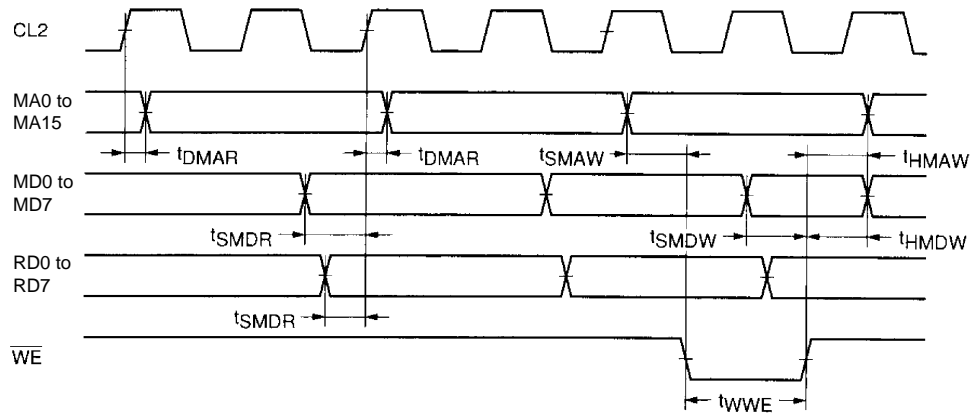 CL2
MA0 to
MA15
tDMAR tDMAR tSMAW tHMAW
MD0 to
MD7
tSMDR tSMDW tHMDW
RD0 to
RD7
tSMDR
WE
tWWE